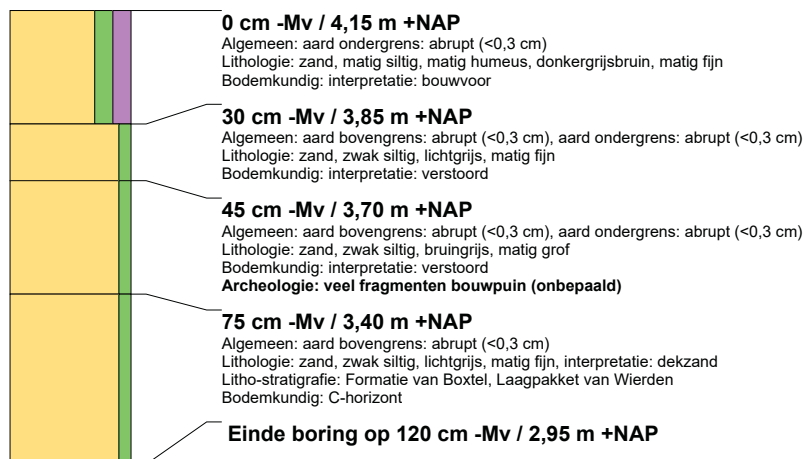 0 cm -Mv / 4,15 m +NAP
Algemeen: aard ondergrens: abrupt (<0,3 cm)
Lithologie: zand, matig siltig, matig humeus, donkergrijsbruin, matig fijn
Bodemkundig: interpretatie: bouwvoor
30 cm -Mv / 3,85 m +NAP
Algemeen: aard bovengrens: abrupt (<0,3 cm), aard ondergrens: abrupt (<0,3 cm)
Lithologie: zand, zwak siltig, lichtgrijs, matig fijn
Bodemkundig: interpretatie: verstoord
45 cm -Mv / 3,70 m +NAP
Algemeen: aard bovengrens: abrupt (<0,3 cm), aard ondergrens: abrupt (<0,3 cm)
Lithologie: zand, zwak siltig, bruingrijs, matig grof
Bodemkundig: interpretatie: verstoord
Archeologie: veel fragmenten bouwpuin (onbepaald)
75 cm -Mv / 3,40 m +NAP
Algemeen: aard bovengrens: abrupt (<0,3 cm)
Lithologie: zand, zwak siltig, lichtgrijs, matig fijn, interpretatie: dekzand
Litho-stratigrafie: Formatie van Boxtel, Laagpakket van Wierden
Bodemkundig: C-horizont
Einde boring op 120 cm -Mv / 2,95 m +NAP